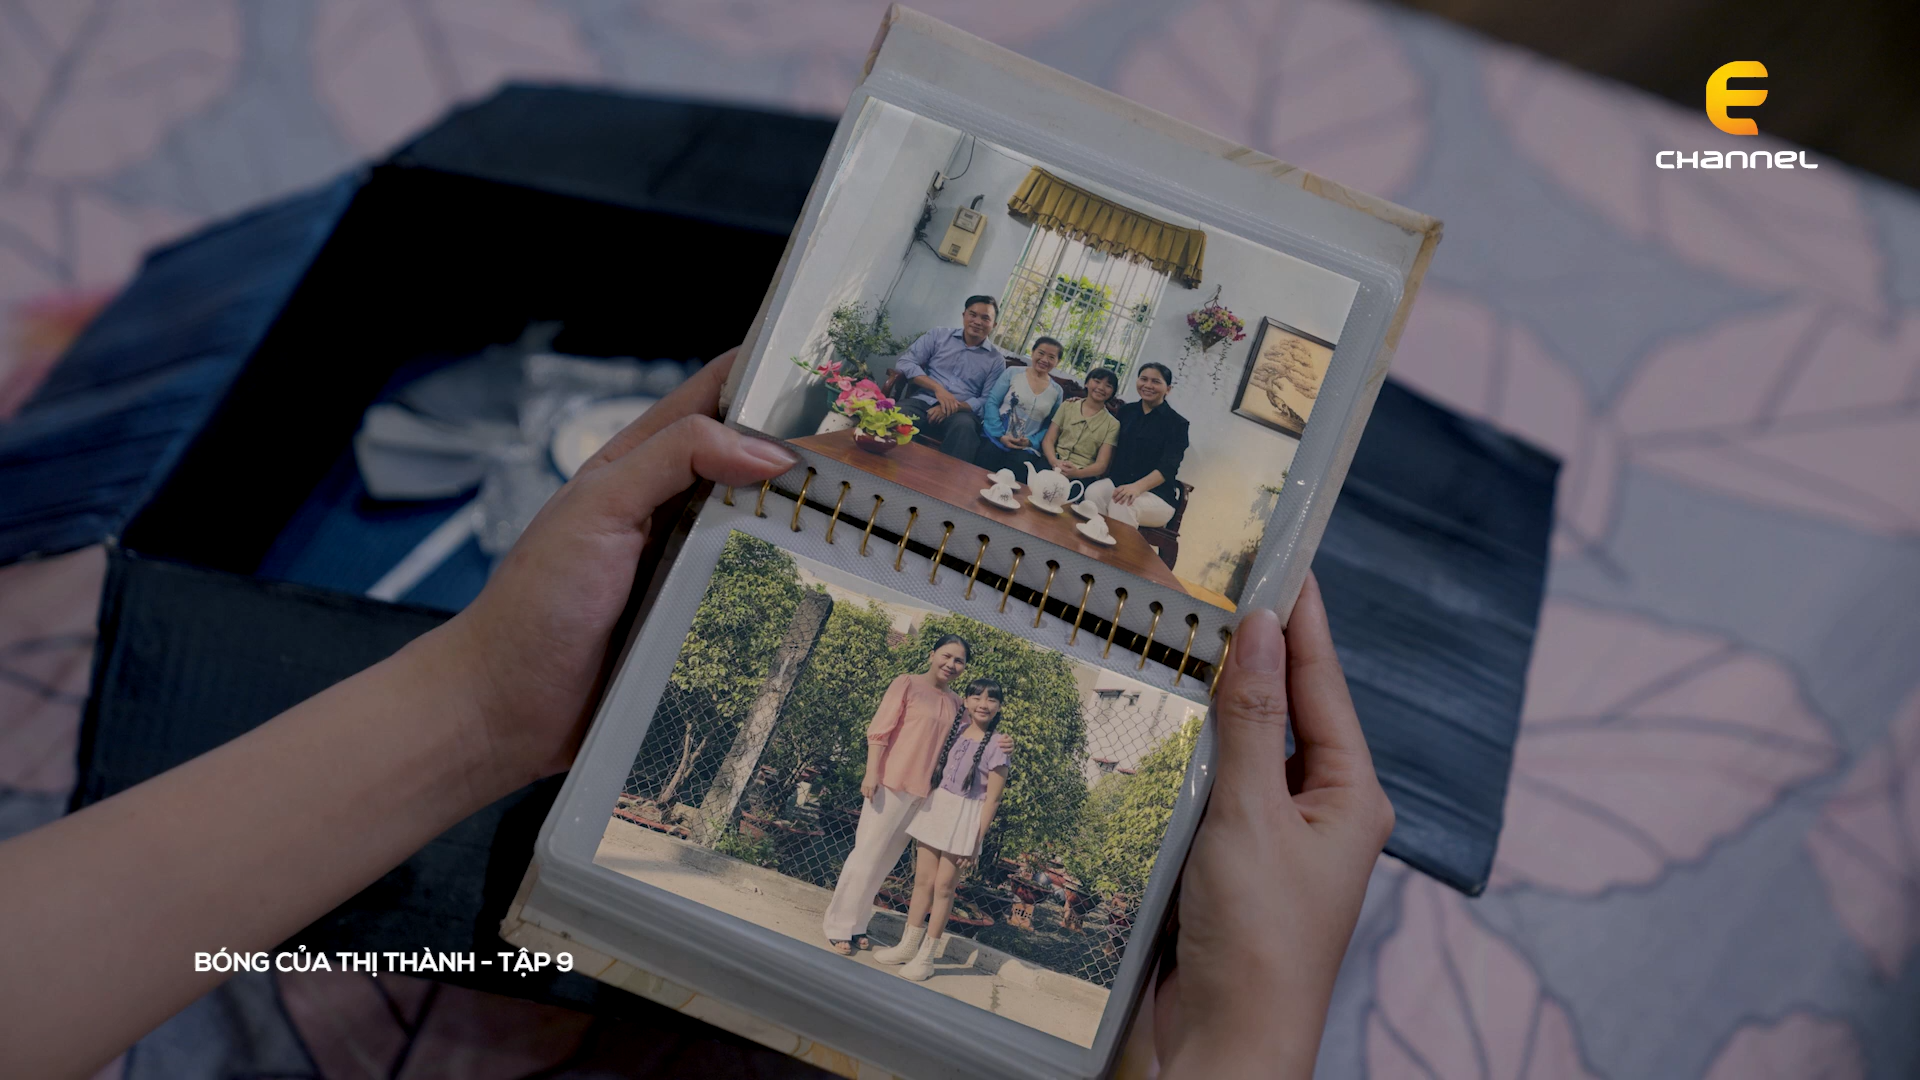 E
CHANNEL
BÓNG CỦA THỊ THÀNH - TẬP 9